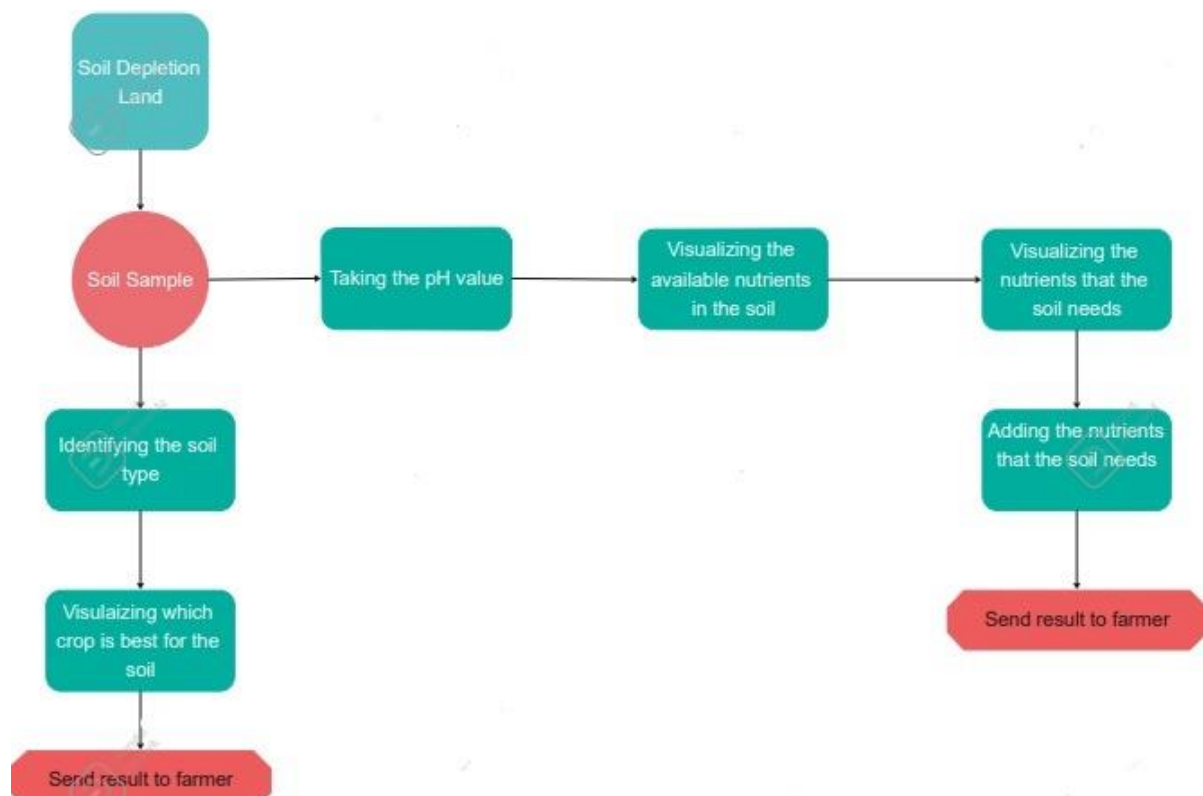 Soil Depletion
Land
Soil Sample
Taking the pH value
Visualizing the
available nutrients
in the soil
Visualizing the
nutrients that the
soil needs
Identifying the soil
type
Adding the nutrients
that the soil needs
Visulaizing which
crop is best for the
soil
Send result to farmer
Send result to farmer